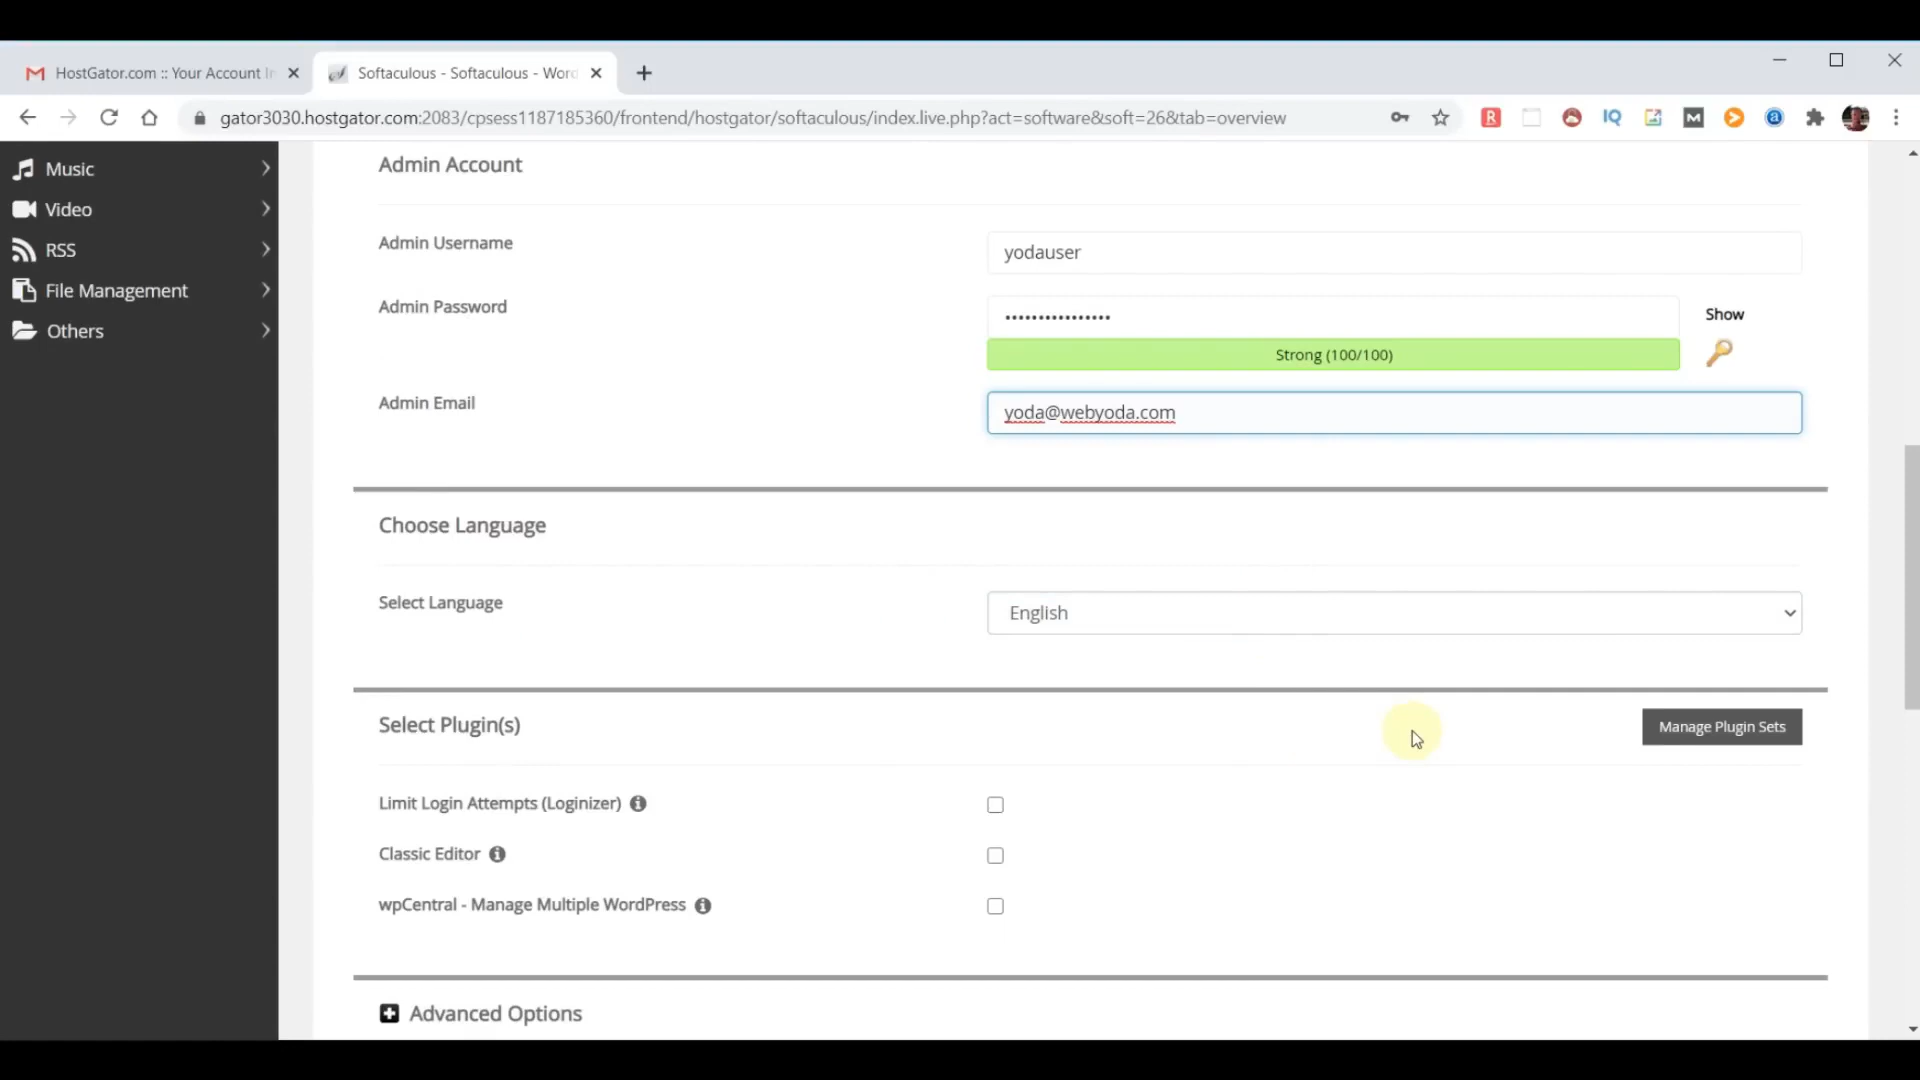 HostGator.com :: Your Account In
Softaculous - Softaculous - Word
gator3030.hostgator.com:2083/cpsess1187185360/frontend/hostgator/softaculous/index.live.php?act=software&soft=26&tab=overview
Music
Video
RSS
File Management
Others
Admin Account
Admin Username
yodauser
Admin Password
••••••••••••••••
Show
Strong (100/100)
Admin Email
yoda@webyoda.com
Choose Language
Select Language
English
Select Plugin(s)
Manage Plugin Sets
Limit Login Attempts (Loginizer)
Classic Editor
wpCentral - Manage Multiple WordPress
Advanced Options